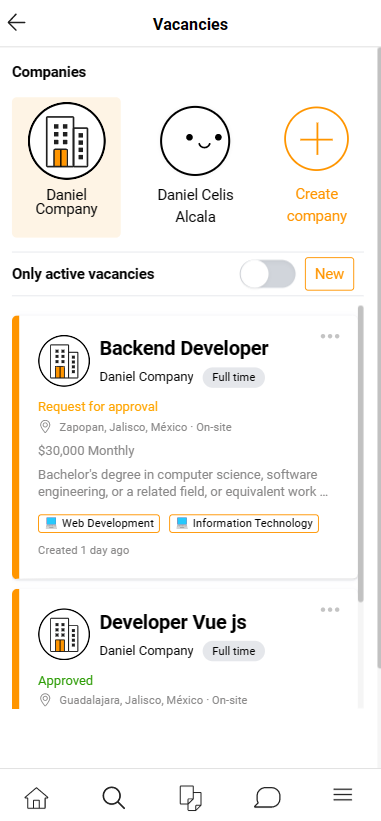 Vacancies
Companies
Daniel
Company
Daniel Celis
Alcala
Create
company
Only active vacancies
New
Backend Developer
Daniel Company Full time
Request for approval
Zapopan, Jalisco, México · On-site
$30,000 Monthly
Bachelor's degree in computer science, software
engineering, or a related field, or equivalent work ...
Web Development Information Technology
Created 1 day ago
Developer Vue js
Daniel Company Full time
Approved
Guadalajara, Jalisco, México · On-site